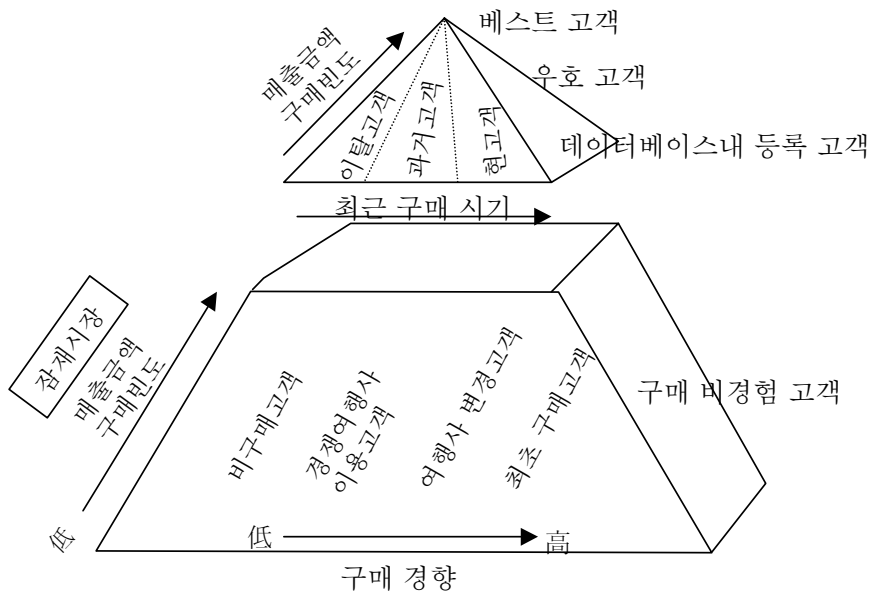 베스트 고객
매출금액
구매빈도
우호 고객
이탈고객
과거고객
현고객
데이터베이스내 등록 고객
최근 구매 시기
잠재시장
매출금액
구매빈도
비구매고객
경쟁여행사
이용고객
여행사 변경고객
최초 구매고객
구매 비경험 고객
低
低
高
구매 경향